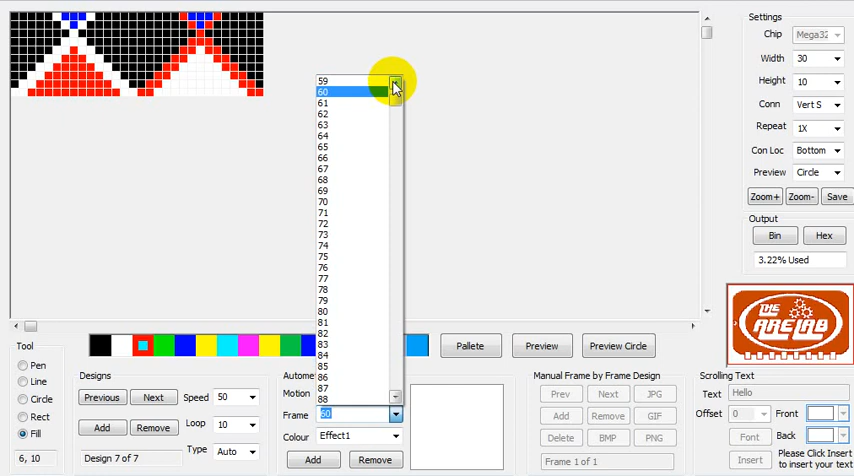 Settings
Chip Mega32
Width 30
Height 10
Conn Vert S
Repeat 1X
Con Loc Bottom
Preview Circle
Zoom+ Zoom- Save
Output
Bin Hex
3.22% Used
THE
ARE LAB
59
60
61
62
63
64
65
66
67
68
69
70
71
72
73
74
75
76
77
78
79
80
81
82
83
84
85
86
87
88
Tool
Pen
Line
Circle
Rect
Fill
6, 10
Pallete Preview Preview Circle
Designs
Previous Next Speed 50
Loop 10
Add Remove
Type Auto
Design 7 of 7
Motion
Frame 60
Colour Effect1
Add Remove
Manual Frame by Frame Design
Prev Next JPG
Add Remove GIF
Delete BMP PNG
Frame 1 of 1
Scrolling Text
Text Hello
Offset 0 Front
Font Back
Insert Please Click Insert
to insert your text